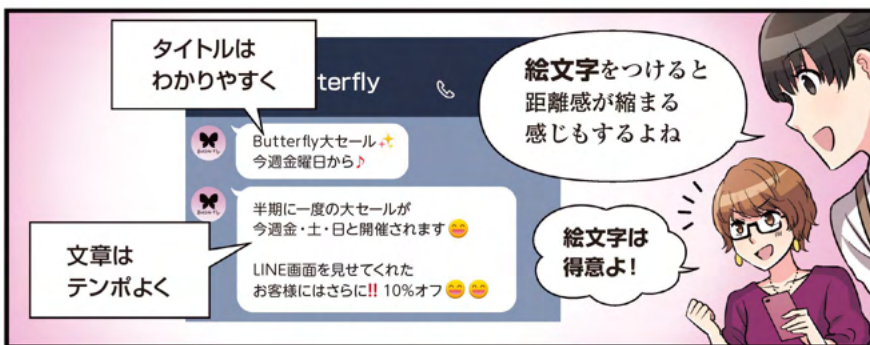 タイトルは
わかりやすく
terfly
絵文字をつけると
距離感が縮まる
感じもするよね
Butterfly大セール✨
今週金曜日から♪
半期に一度の大セールが
今週金・土・日と開催されます😄
LINE画面を見せてくれた
お客様にはさらに‼10%オフ😄😄
文章は
テンポよく
絵文字は
得意よ！